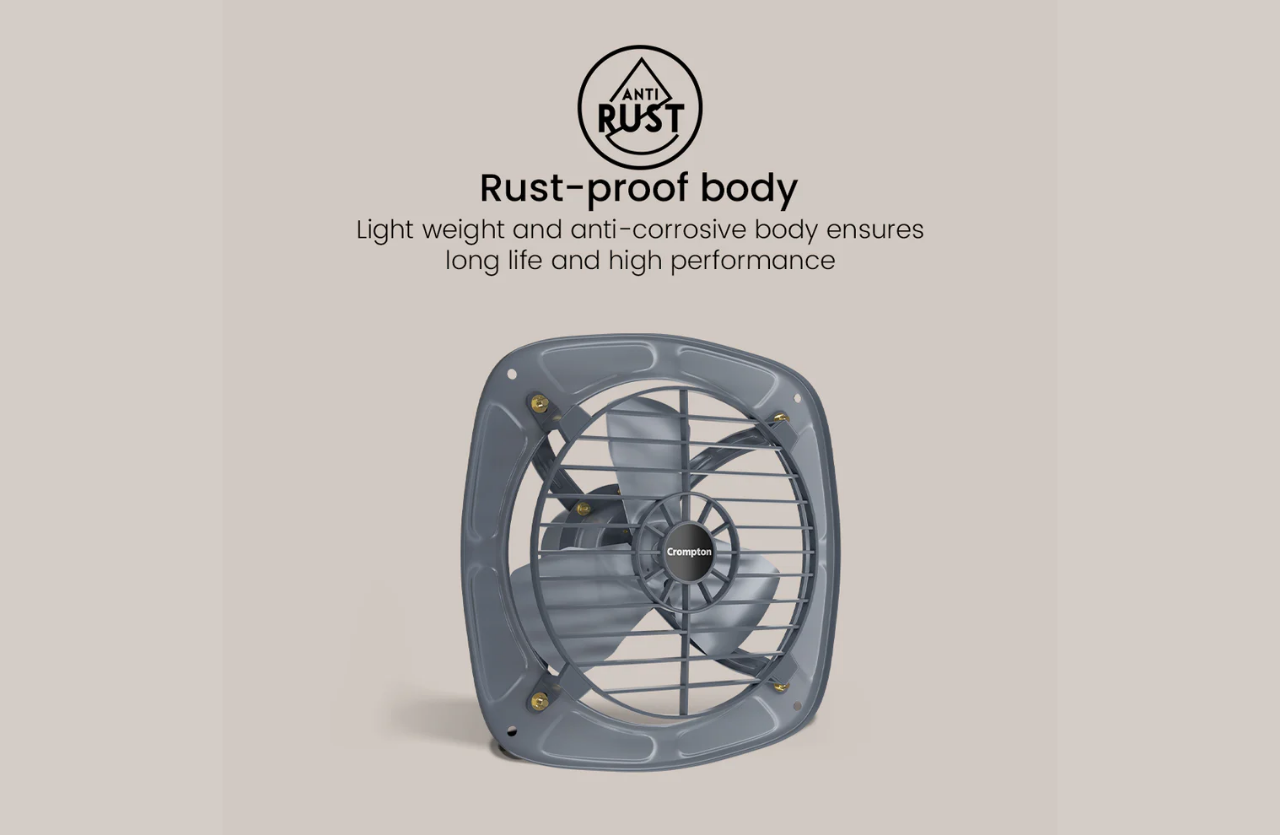 ANTI
RUST
Rust-proof body
Light weight and anti-corrosive body ensures
long life and high performance
Crompton